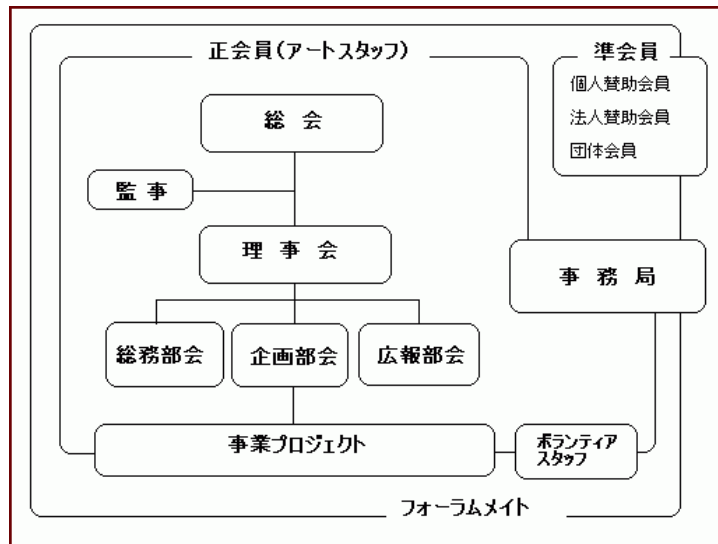 正会員(アートスタッフ)
準会員
個人賛助会員
法人賛助会員
団体会員
総会
監事
理事会
事務局
総務部会
企画部会
広報部会
事業プロジェクト
ボランティア
スタッフ
フォーラムメイト